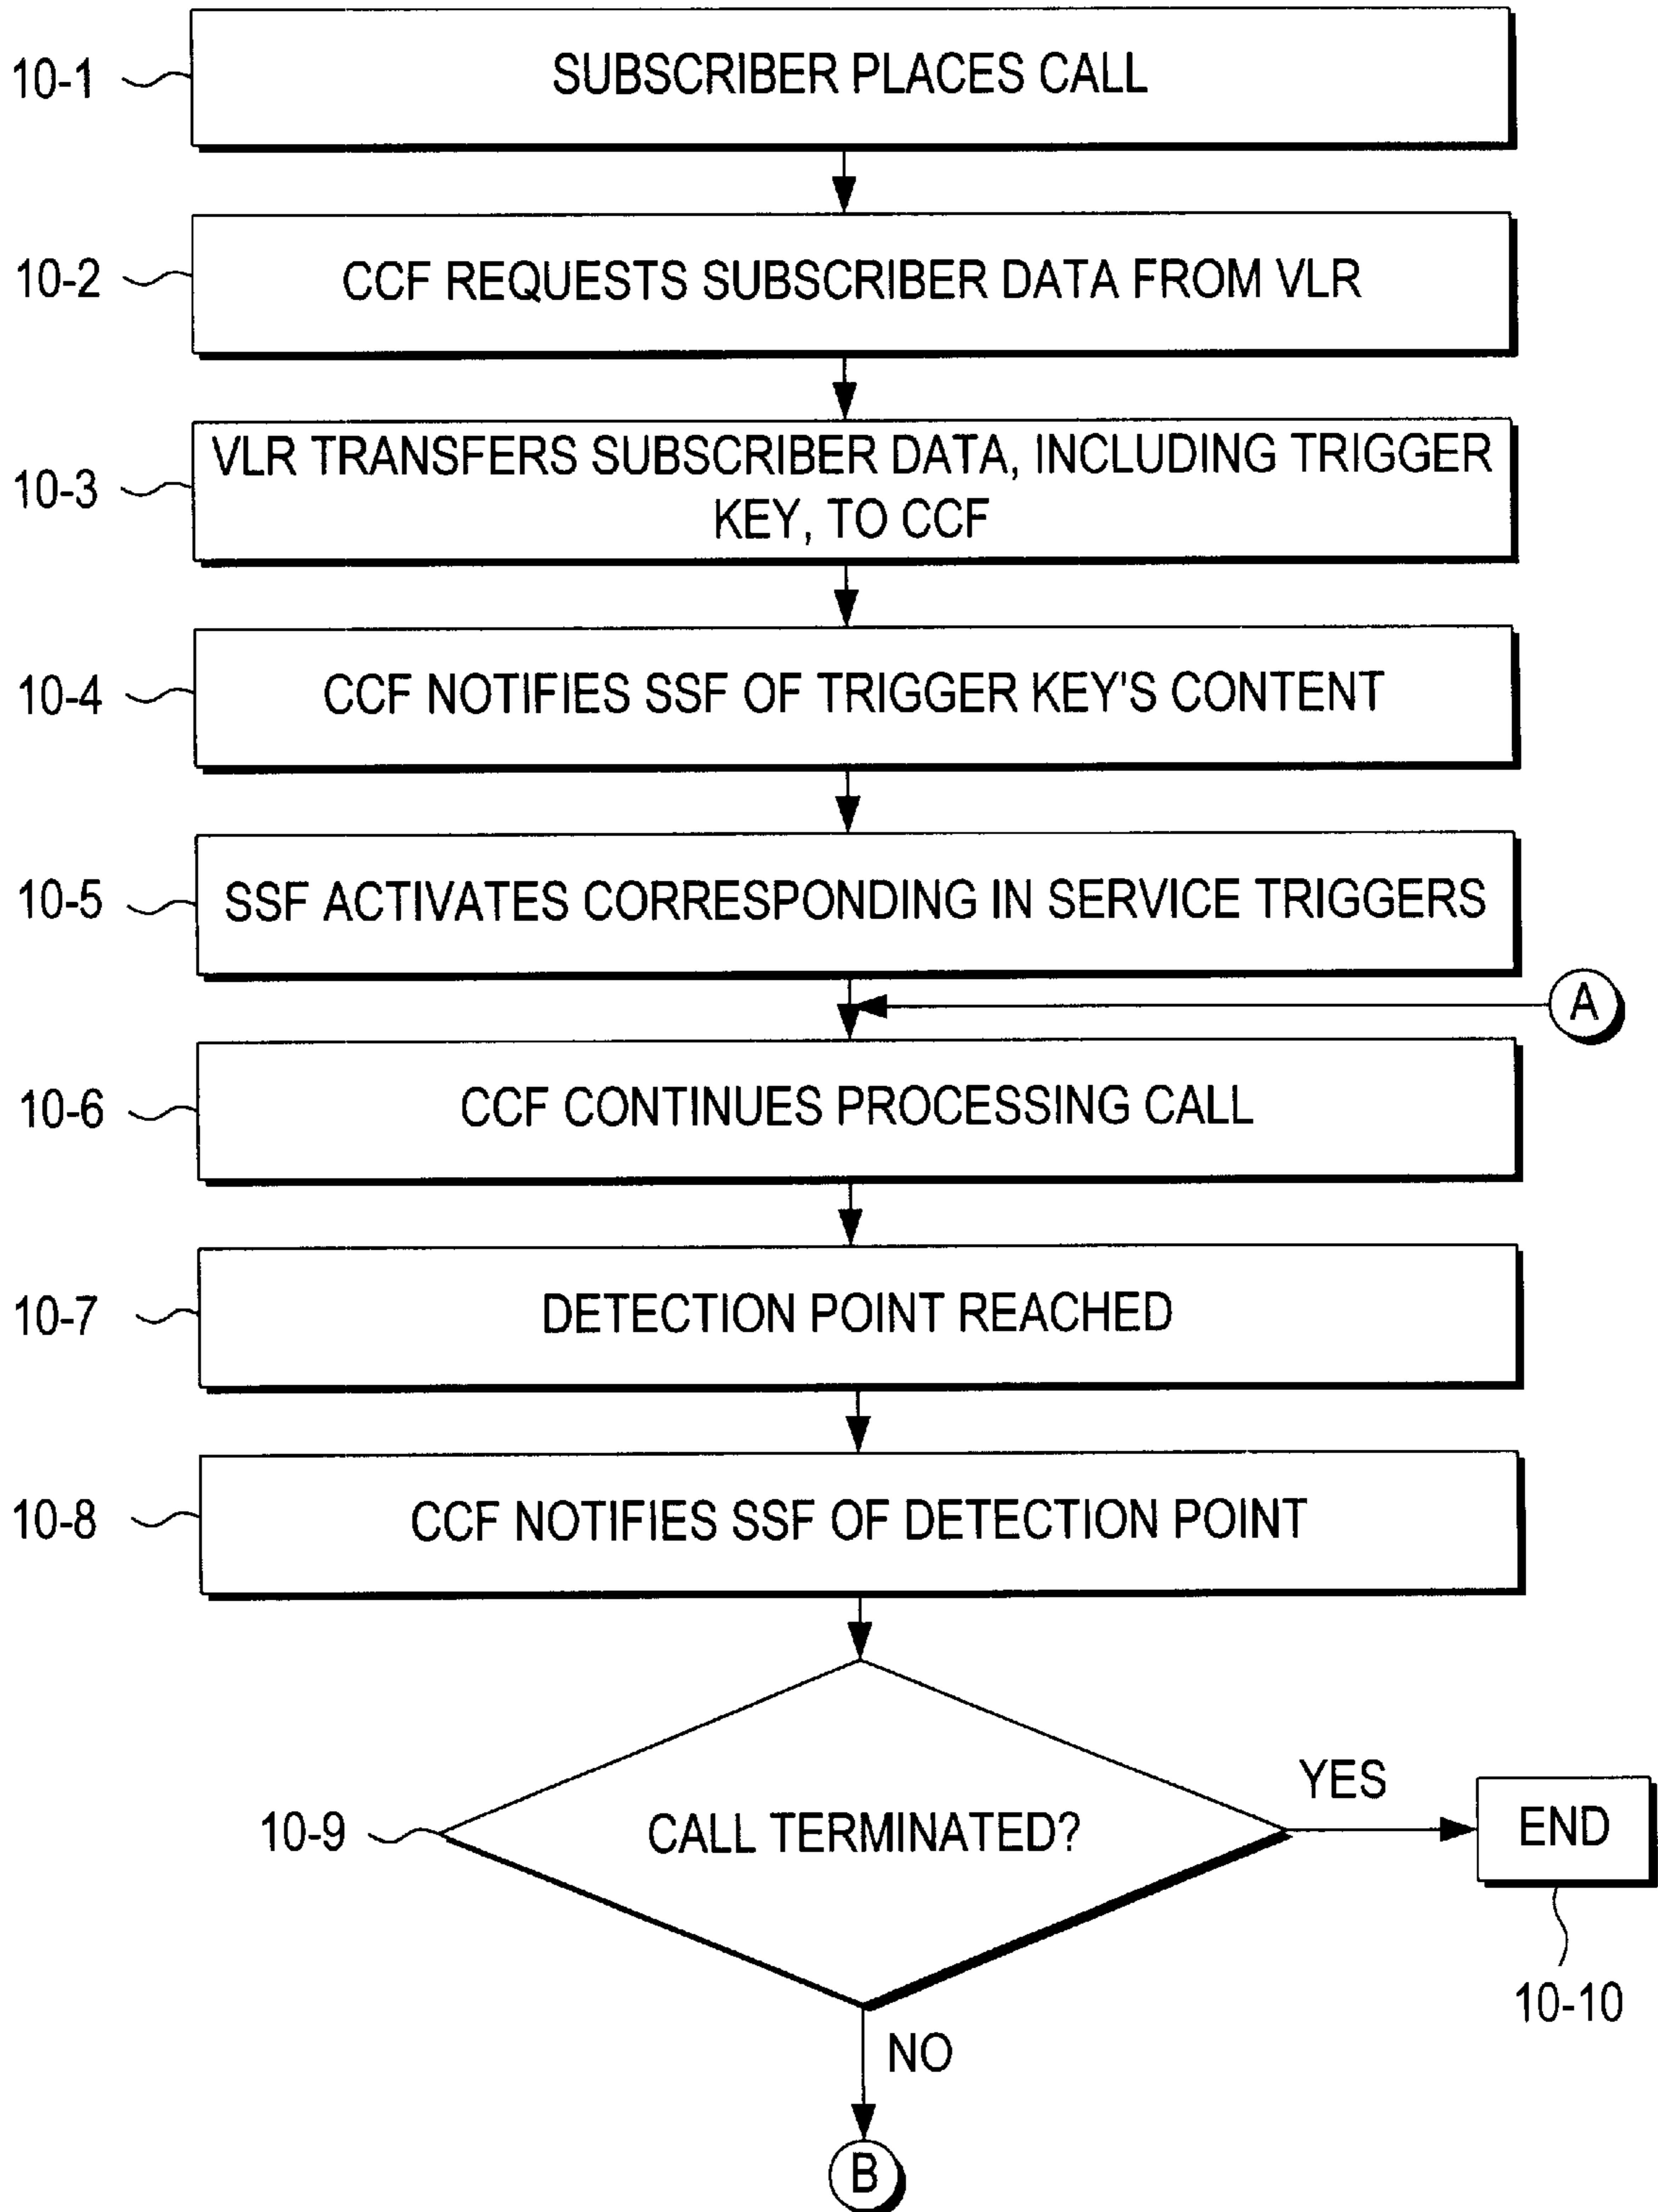 10-1
SUBSCRIBER PLACES CALL
10-2
CCF REQUESTS SUBSCRIBER DATA FROM VLR
10-3
VLR TRANSFERS SUBSCRIBER DATA, INCLUDING TRIGGER
KEY, TO CCF
10-4
CCF NOTIFIES SSF OF TRIGGER KEY'S CONTENT
10-5
SSF ACTIVATES CORRESPONDING IN SERVICE TRIGGERS
A
10-6
CCF CONTINUES PROCESSING CALL
10-7
DETECTION POINT REACHED
10-8
CCF NOTIFIES SSF OF DETECTION POINT
10-9
CALL TERMINATED?
YES
END
10-10
NO
B